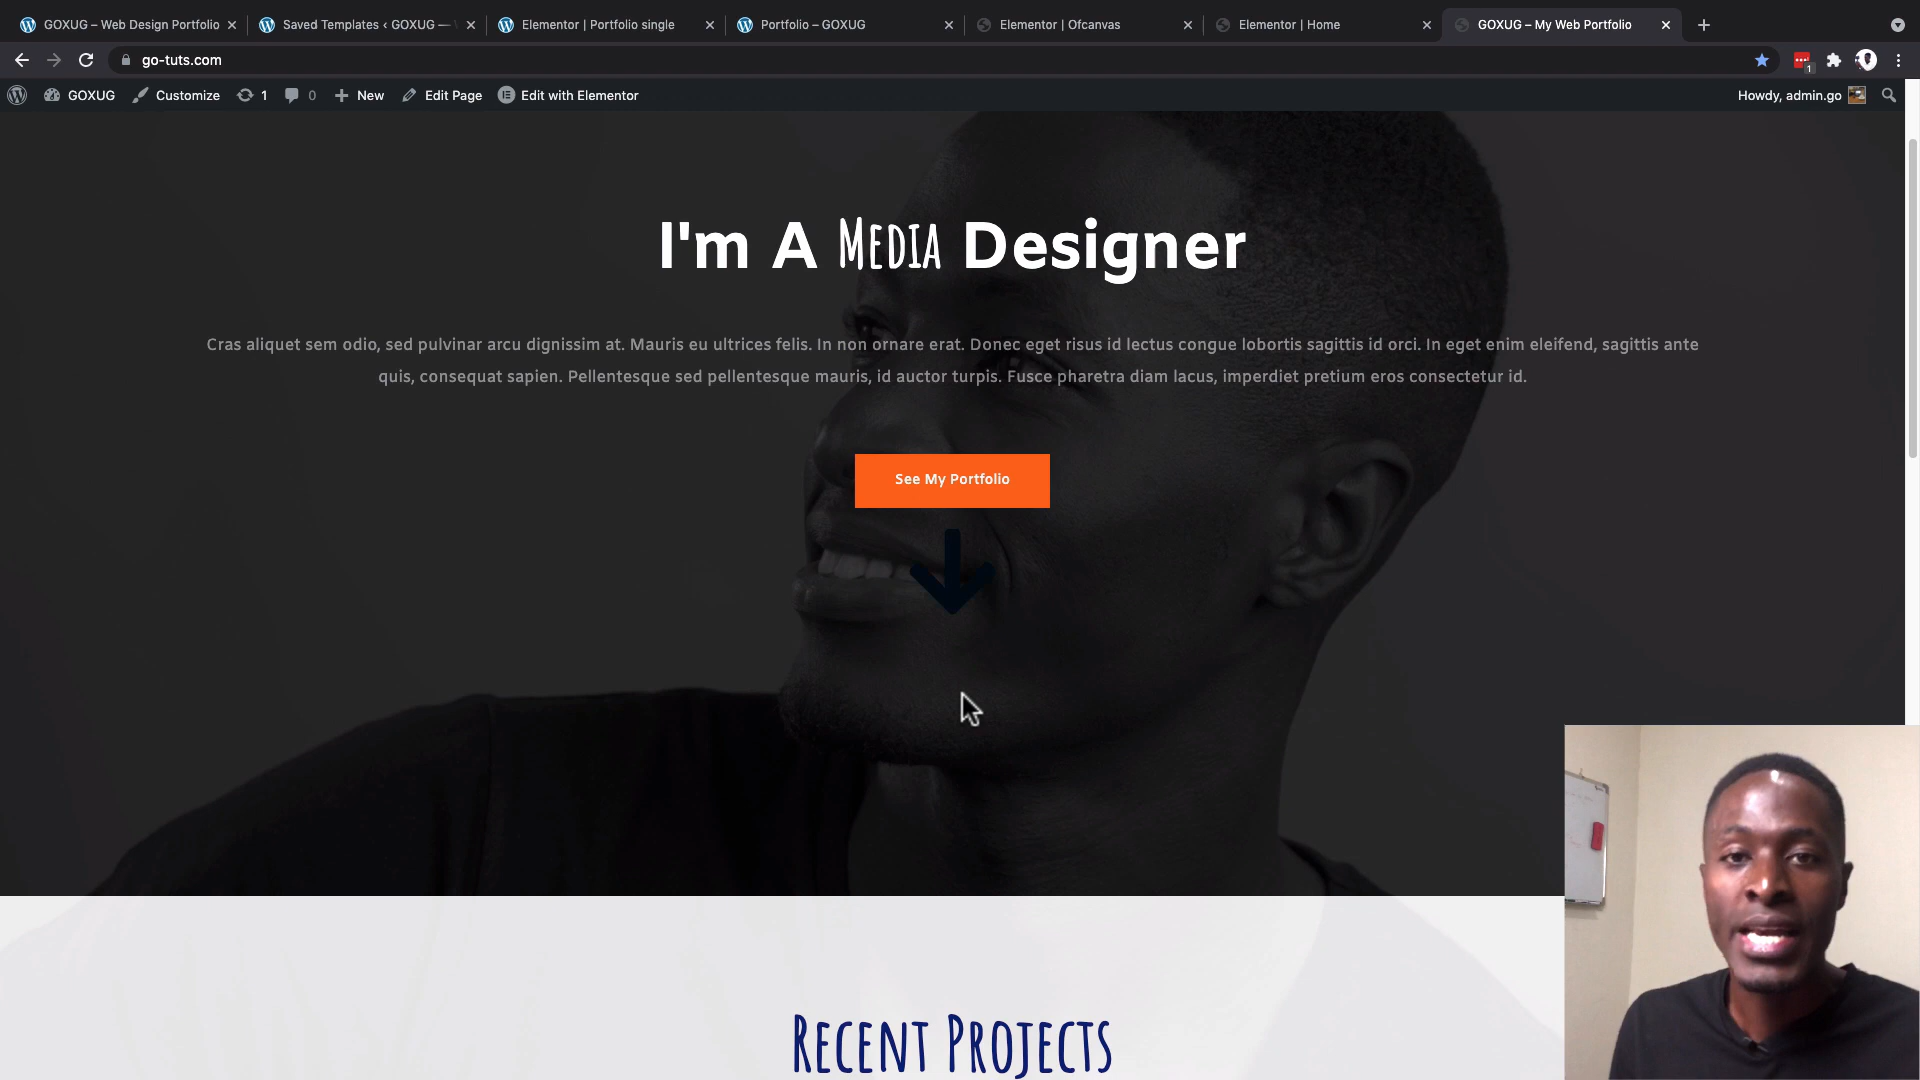 GOXUG – Web Design Portfolio
Saved Templates ‹ GOXUG —
Elementor | Portfolio single
Portfolio – GOXUG
Elementor | Ofcanvas
Elementor | Home
GOXUG – My Web Portfolio
go-tuts.com
1
GOXUG
Customize
1
0
New
Edit Page
Edit with Elementor
Howdy, admin.go
I'm A Media Designer
Cras aliquet sem odio, sed pulvinar arcu dignissim at. Mauris eu ultrices felis. In non ornare erat. Donec eget risus id lectus congue lobortis sagittis id orci. In eget enim eleifend, sagittis ante
quis, consequat sapien. Pellentesque sed pellentesque mauris, id auctor turpis. Fusce pharetra diam lacus, imperdiet pretium eros consectetur id.
See My Portfolio
Recent Projects